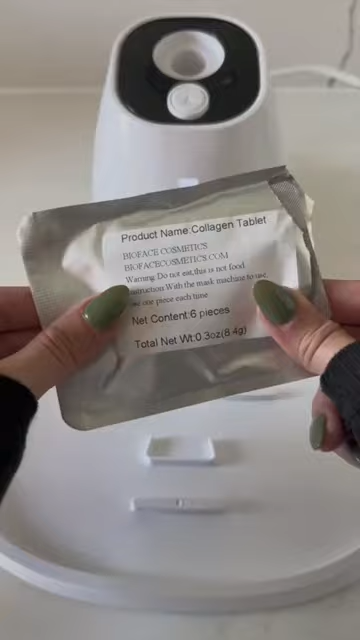 Product Name:Collagen Tablet
BIOFACE COSMETICS
BIOFACECOSMETICS.COM
Warning: Do not eat,this is not food
With the mask machine to use
one piece each time
Net Content:6 pieces
Total Net Wt:0.3oz(8.4g)